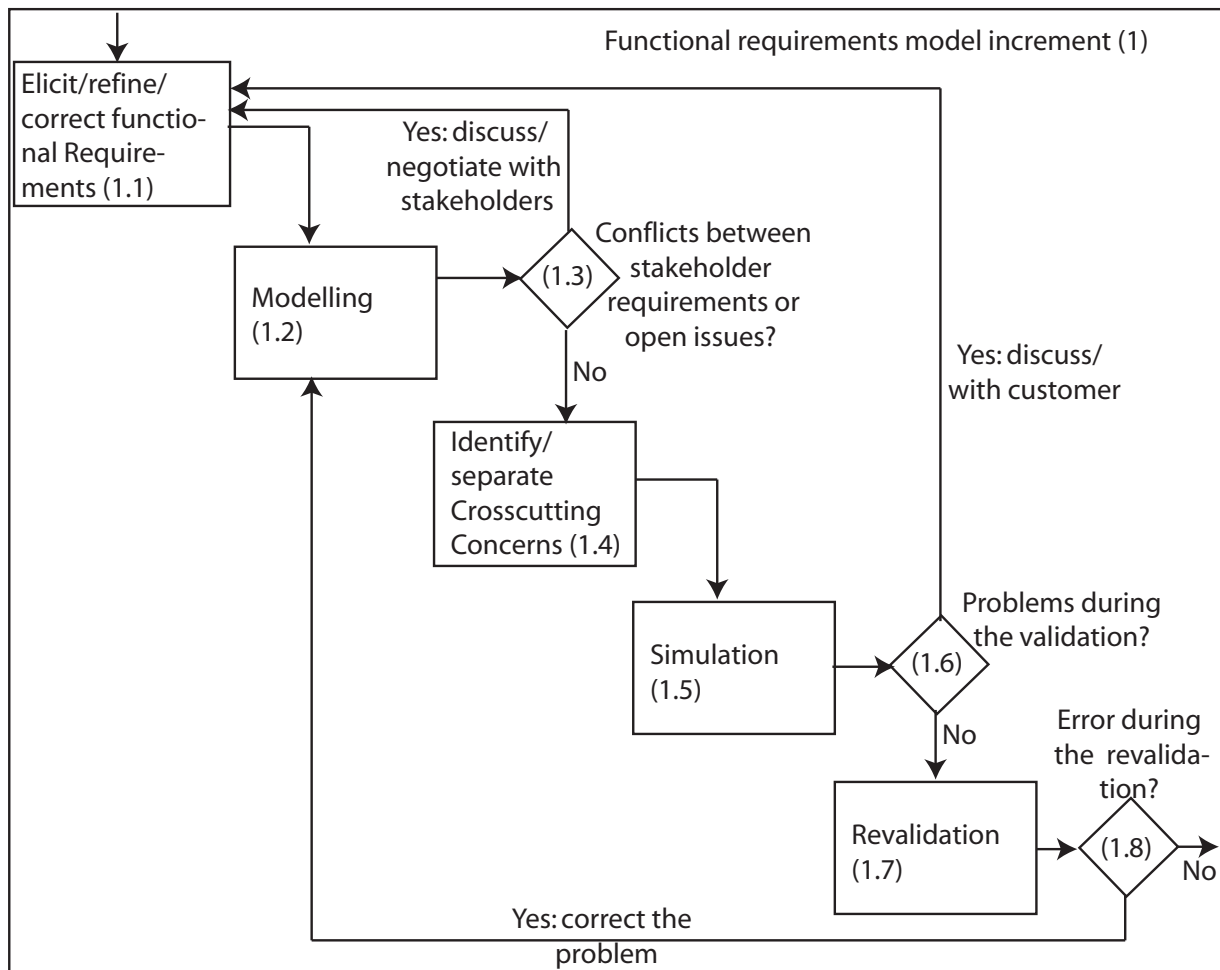 Functional requirements model increment (1)
Elicit/refine/
correct functio-
nal Require-
ments (1.1)
Yes: discuss/
negotiate with
stakeholders
Modelling
(1.2)
(1.3)
Conflicts between
stakeholder
requirements or
open issues?
No
Yes: discuss/
with customer
Identify/
separate
Crosscutting
Concerns (1.4)
Simulation
(1.5)
Problems during
the validation?
(1.6)
No
Error during
the revalida-
tion?
Revalidation
(1.7)
(1.8)
No
Yes: correct the
problem